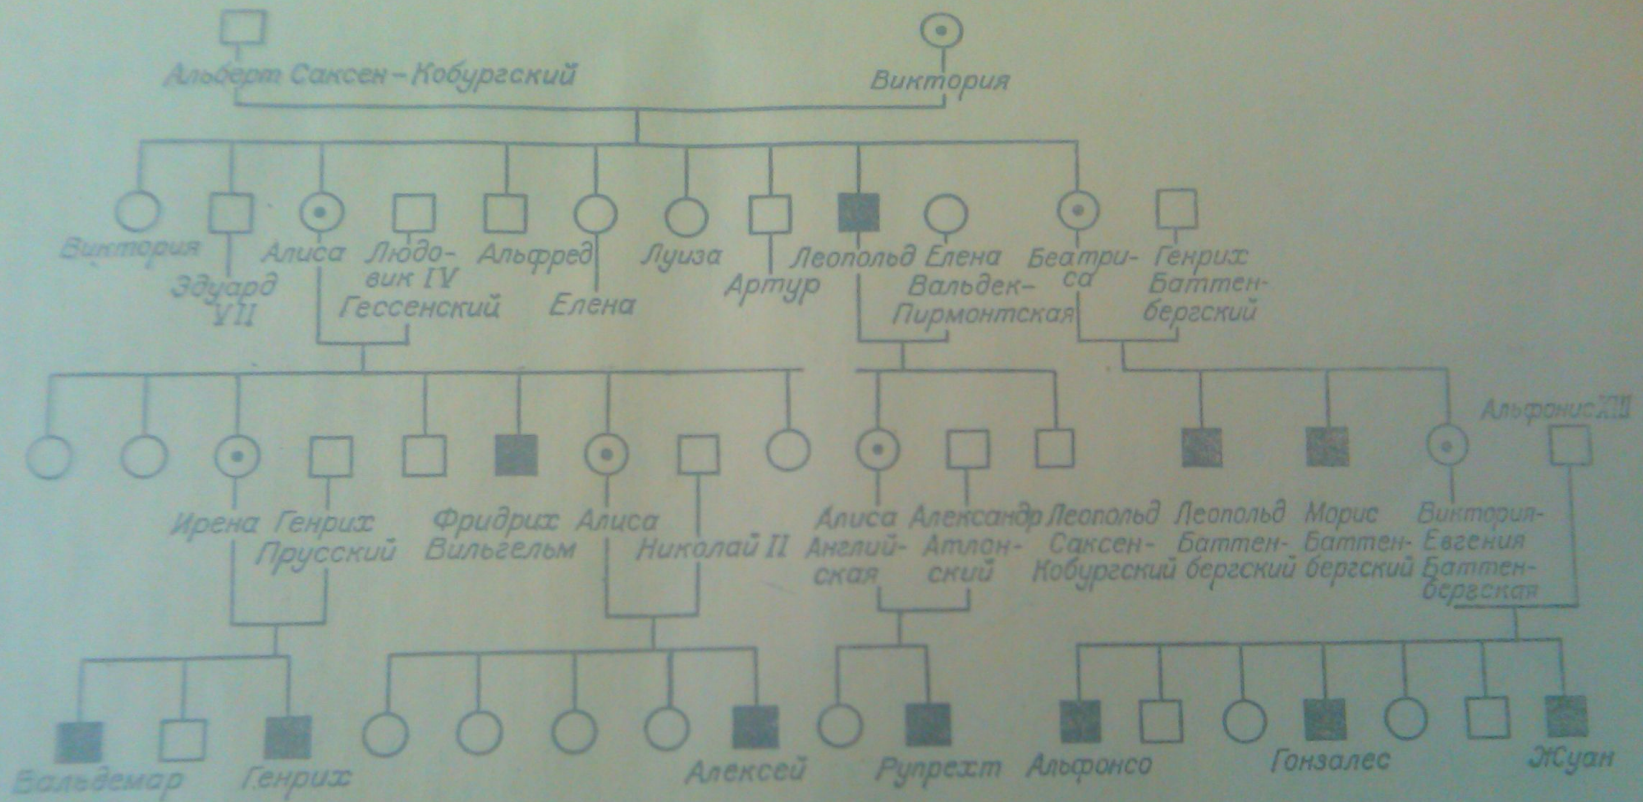 Альберт Саксен-Кобургский
Виктория
Виктория
Эдуард
VII
Алиса
Людо-
вик IV
Гессенский
Альфред
Елена
Луиза
Артур
Леопольд
Елена
Вальдек-
Пирмонтская
Беатри-
са
Генрих
Баттен-
бергский
Альфонис XIII
Ирена
Генрих
Прусский
Фридрих
Вильгельм
Алиса
Николай II
Алиса
Англий-
ская
Александр
Атлон-
ский
Леопольд
Саксен-
Кобургский
Леопольд
Баттен-
бергский
Морис
Баттен-
бергский
Виктория-
Евгения
Баттен-
бергская
Вальдемар
Генрих
Алексей
Рупрехт
Альфонсо
Гонзалес
Жуан